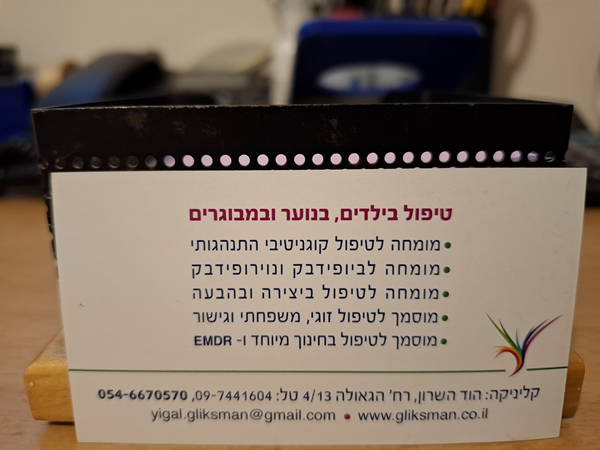 טיפול בילדים, בנוער ובמבוגרים
• מומחה לטיפול קוגניטיבי התנהגותי
• מומחה לביופידבק ונוירופידבק
• מומחה לטיפול ביצירה ובהבעה
• מוסמך לטיפול זוגי, משפחתי וגישור
• מוסמך לטיפול בחינוך מיוחד ו- EMDR
קליניקה: הוד השרון, רח' הגאולה 4/13 טל: 09-7441604, 054-6670570
yigal.gliksman@gmail.com • www.gliksman.co.il